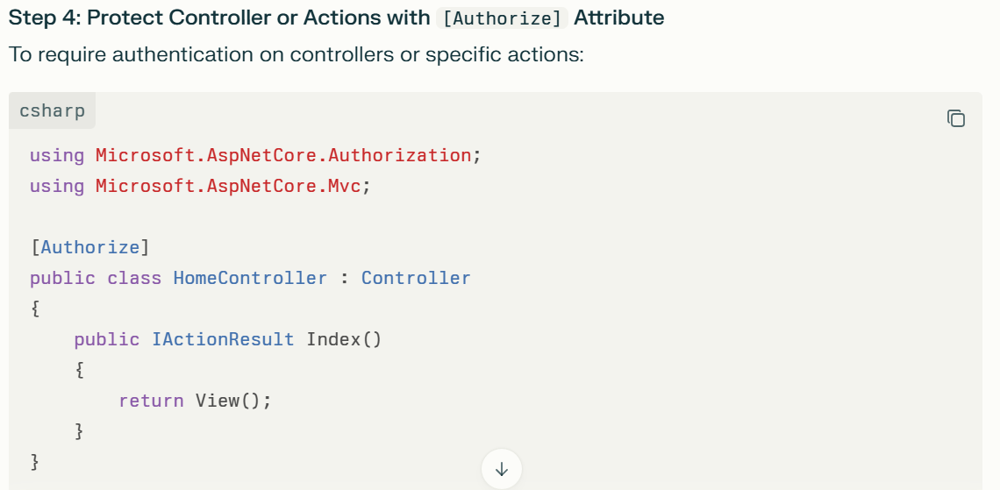 Step 4: Protect Controller or Actions with [Authorize] Attribute
To require authentication on controllers or specific actions:
csharp
using Microsoft.AspNetCore.Authorization;
using Microsoft.AspNetCore.Mvc;

[Authorize]
public class HomeController : Controller
{
    public IActionResult Index()
    {
        return View();
    }
}